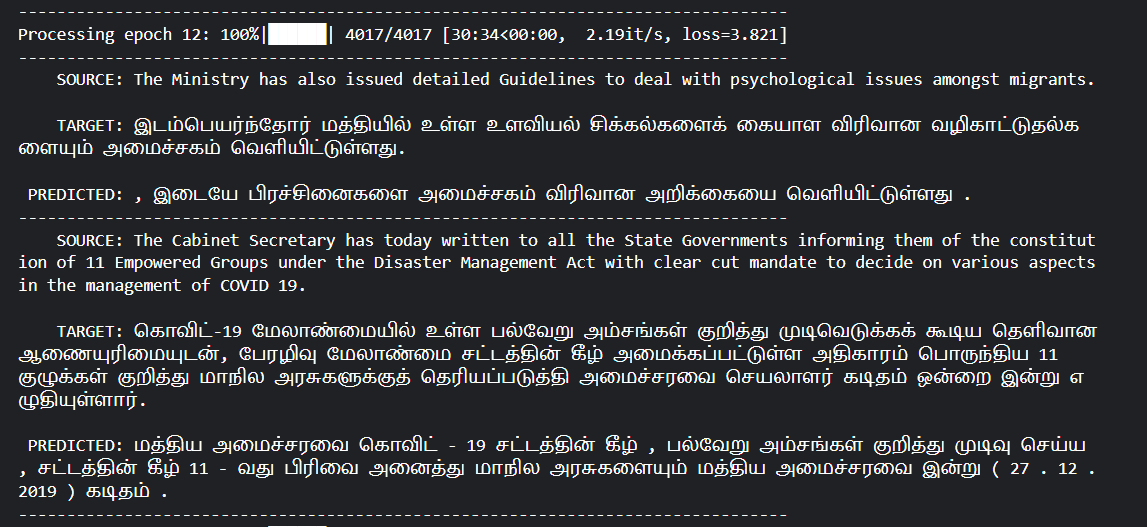 --------------------------------------------------------------------------------
Processing epoch 12: 100%|██████| 4017/4017 [30:34<00:00,  2.19it/s, loss=3.821]
--------------------------------------------------------------------------------
    SOURCE: The Ministry has also issued detailed Guidelines to deal with psychological issues amongst migrants.
    TARGET: இடம்பெயர்ந்தோர் மத்தியில் உள்ள உளவியல் சிக்கல்களைக் கையாள விரிவான வழிகாட்டுதல்க
ளையும் அமைச்சகம் வெளியிட்டுள்ளது.
 PREDICTED: , இடையே பிரச்சினைகளை அமைச்சகம் விரிவான அறிக்கையை வெளியிட்டுள்ளது .
--------------------------------------------------------------------------------
    SOURCE: The Cabinet Secretary has today written to all the State Governments informing them of the constitut
ion of 11 Empowered Groups under the Disaster Management Act with clear cut mandate to decide on various aspects
in the management of COVID 19.
    TARGET: கொவிட்-19 மேலாண்மையில் உள்ள பல்வேறு அம்சங்கள் குறித்து முடிவெடுக்கக் கூடிய தெளிவான
ஆணையுரிமையுடன், பேரழிவு மேலாண்மை சட்டத்தின் கீழ் அமைக்கப்பட்டுள்ள அதிகாரம் பொருந்திய 11
குழுக்கள் குறித்து மாநில அரசுகளுக்குத் தெரியப்படுத்தி அமைச்சரவை செயலாளர் கடிதம் ஒன்றை இன்று எ
ழுதியுள்ளார்.
 PREDICTED: மத்திய அமைச்சரவை கொவிட் - 19 சட்டத்தின் கீழ் , பல்வேறு அம்சங்கள் குறித்து முடிவு செய்ய
, சட்டத்தின் கீழ் 11 - வது பிரிவை அனைத்து மாநில அரசுகளையும் மத்திய அமைச்சரவை இன்று ( 27 . 12 .
2019 ) கடிதம் .
--------------------------------------------------------------------------------